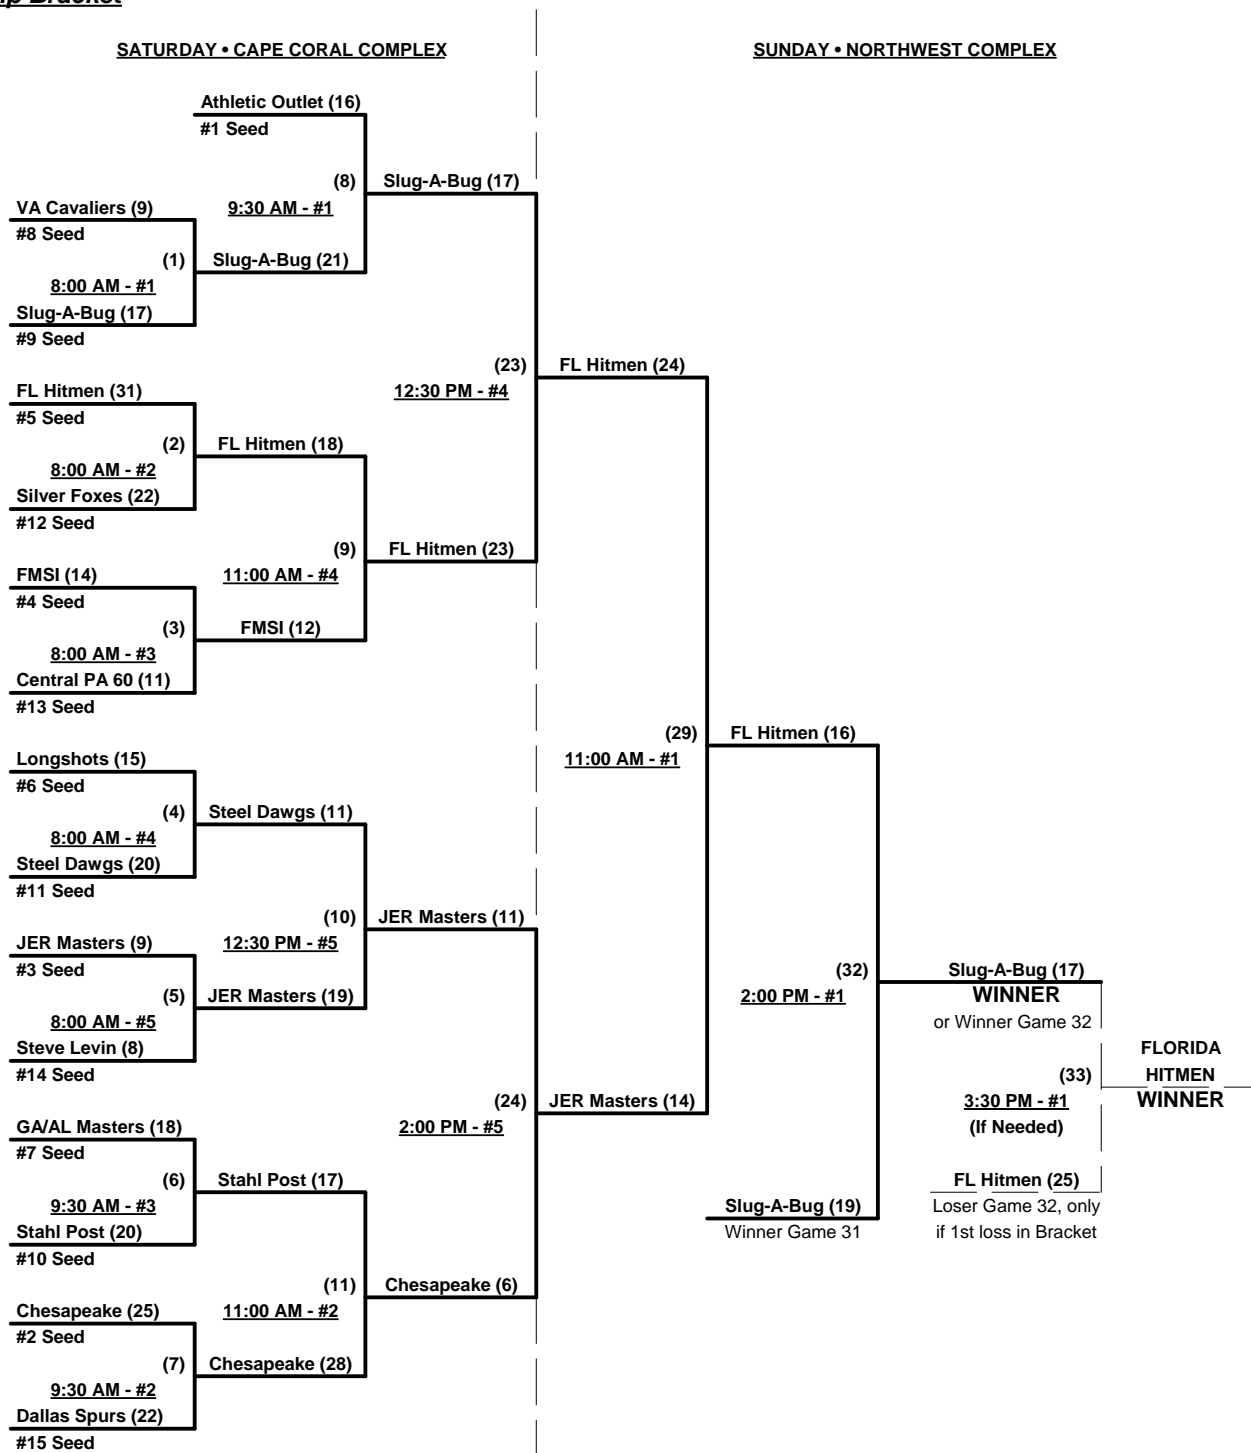 SATURDAY • CAPE CORAL COMPLEX
SUNDAY • NORTHWEST COMPLEX
Athletic Outlet (16)
#1 Seed
(8)
9:30 AM - #1
Slug-A-Bug (17)
VA Cavaliers (9)
#8 Seed
(1)
8:00 AM - #1
Slug-A-Bug (21)
Slug-A-Bug (17)
#9 Seed
(23)
12:30 PM - #4
FL Hitmen (24)
FL Hitmen (31)
#5 Seed
(2)
8:00 AM - #2
FL Hitmen (18)
Silver Foxes (22)
#12 Seed
(9)
11:00 AM - #4
FL Hitmen (23)
FMSI (14)
#4 Seed
(3)
8:00 AM - #3
FMSI (12)
Central PA 60 (11)
#13 Seed
(29)
11:00 AM - #1
FL Hitmen (16)
Longshots (15)
#6 Seed
(4)
8:00 AM - #4
Steel Dawgs (11)
Steel Dawgs (20)
#11 Seed
(10)
12:30 PM - #5
JER Masters (11)
JER Masters (9)
#3 Seed
(5)
8:00 AM - #5
JER Masters (19)
Steve Levin (8)
#14 Seed
(32)
2:00 PM - #1
Slug-A-Bug (17)
WINNER
or Winner Game 32
(33)
3:30 PM - #1
(If Needed)
FLORIDA
HITMEN
WINNER
(24)
2:00 PM - #5
JER Masters (14)
GA/AL Masters (18)
#7 Seed
(6)
9:30 AM - #3
Stahl Post (17)
Stahl Post (20)
#10 Seed
FL Hitmen (25)
Loser Game 32, only
if 1st loss in Bracket
Slug-A-Bug (19)
Winner Game 31
(11)
11:00 AM - #2
Chesapeake (6)
Chesapeake (25)
#2 Seed
(7)
9:30 AM - #2
Chesapeake (28)
Dallas Spurs (22)
#15 Seed